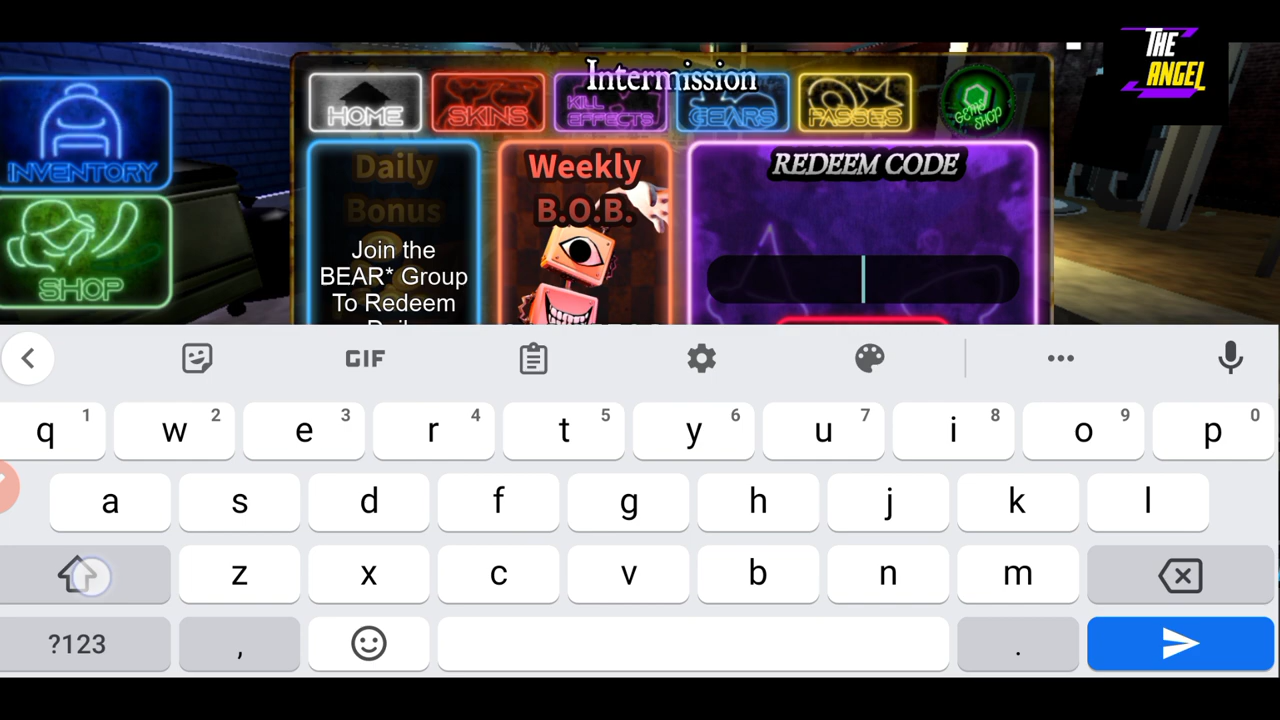 THE
ANGEL
Intermission
HOME
SKINS
KILL
EFFECTS
GEARS
PASSES
GEMS
SHOP
INVENTORY
SHOP
Daily
Bonus
Join the
BEAR* Group
To Redeem
Weekly
B.O.B.
REDEEM CODE
GIF
q 1 w 2 e 3 r 4 t 5 y 6 u 7 i 8 o 9 p 0
a s d f g h j k l
z x c v b n m
?123 , .